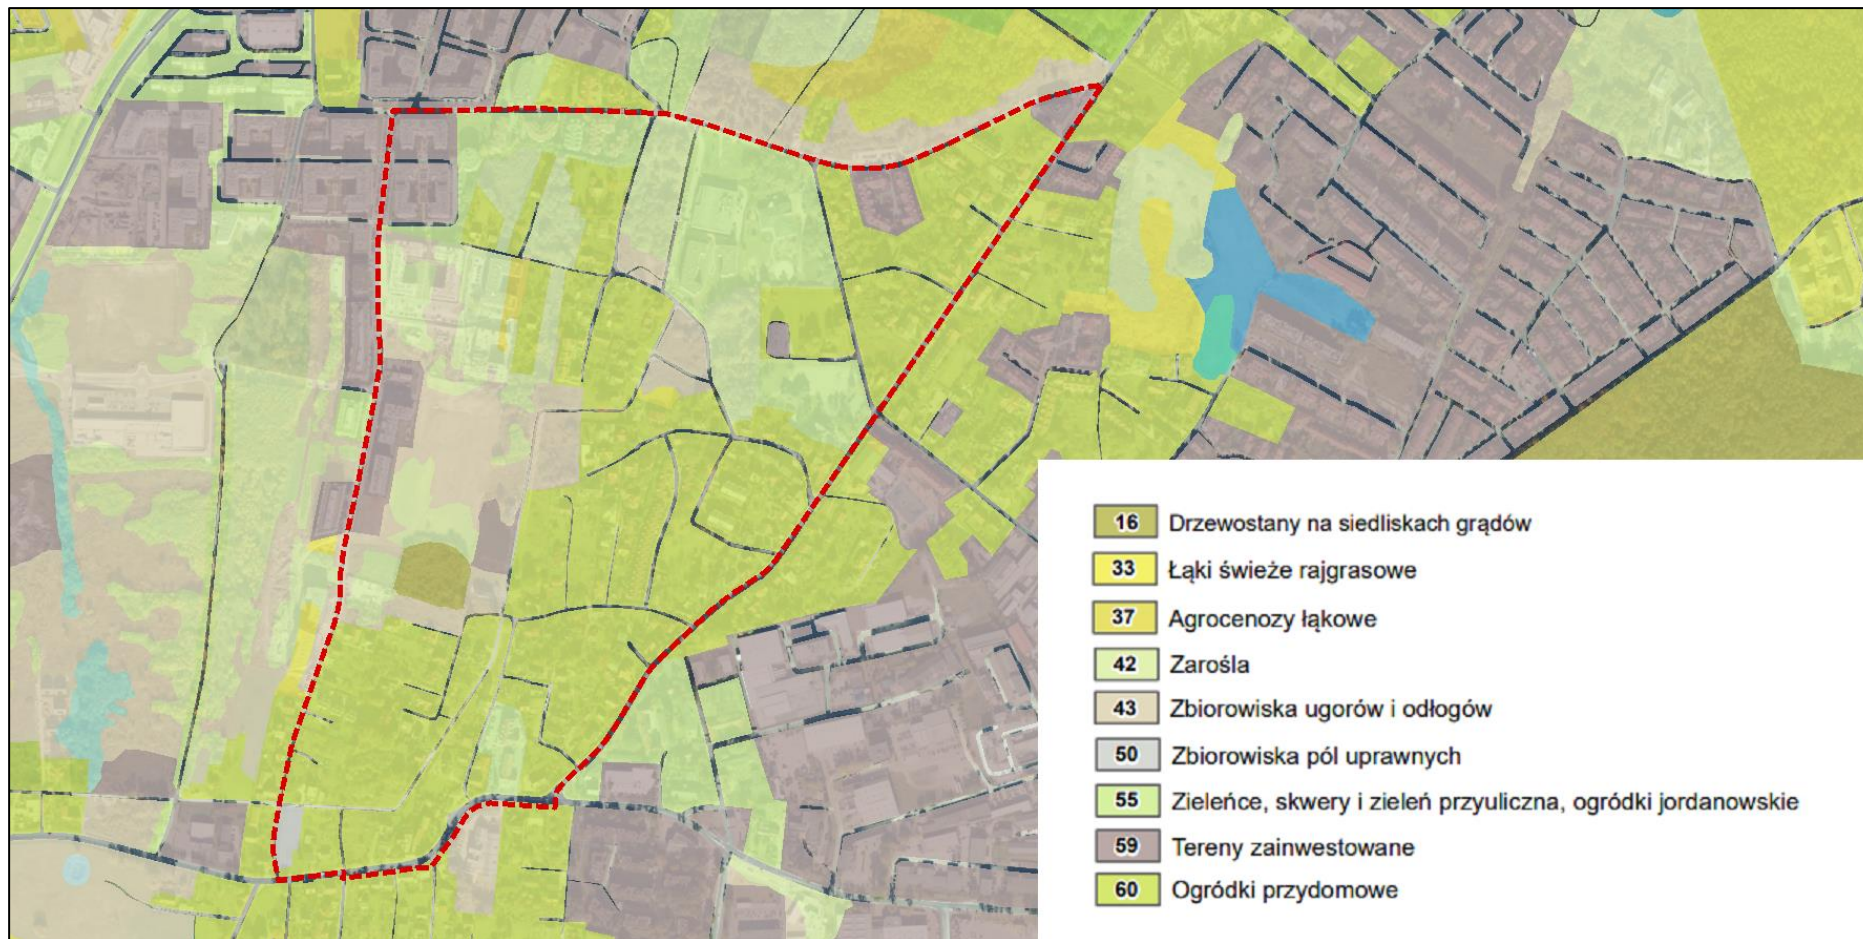 16 Drzewostany na siedliskach grądów
33 Łąki świeże rajgrasowe
37 Agrocenozy łąkowe
42 Zarośla
43 Zbiorowiska ugorów i odłogów
50 Zbiorowiska pól uprawnych
55 Zieleńce, skwery i zieleń przyuliczna, ogródki jordanowskie
59 Tereny zainwestowane
60 Ogródki przydomowe